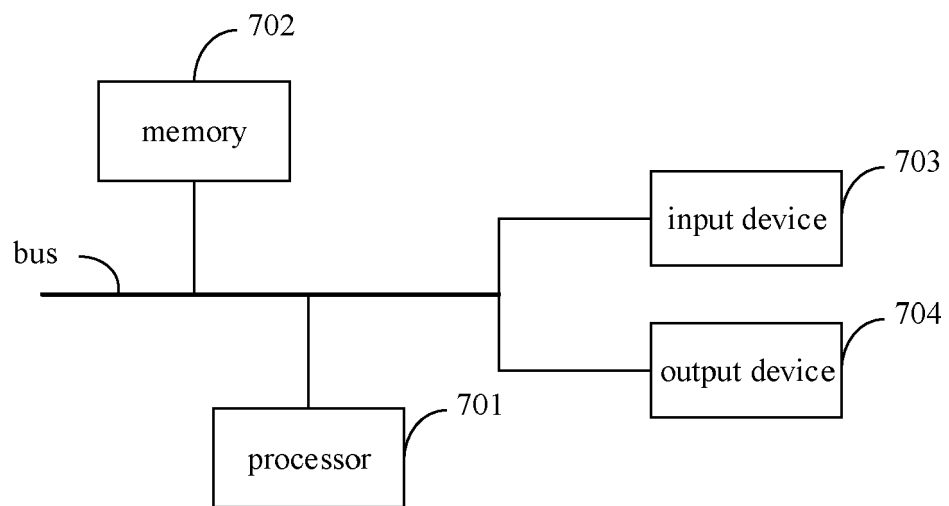 702
memory
703
input device
bus
704
output device
701
processor